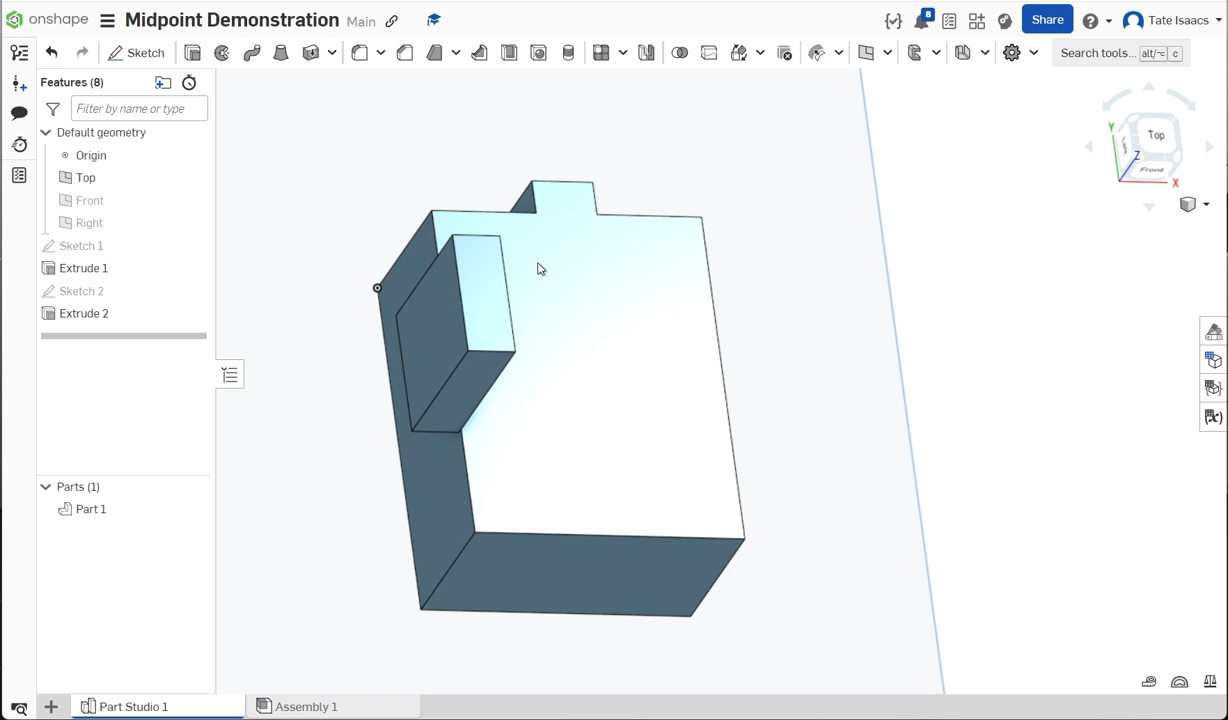 onshape Midpoint Demonstration Main 8 Share Tate Isaacs
Sketch Search tools... alt/⌥ c
Features (8)
Filter by name or type
Default geometry
Origin
Top
Front
Right
Sketch 1
Extrude 1
Sketch 2
Extrude 2
Parts (1)
Part 1
Y
Top
Z
Front
X
Part Studio 1 Assembly 1